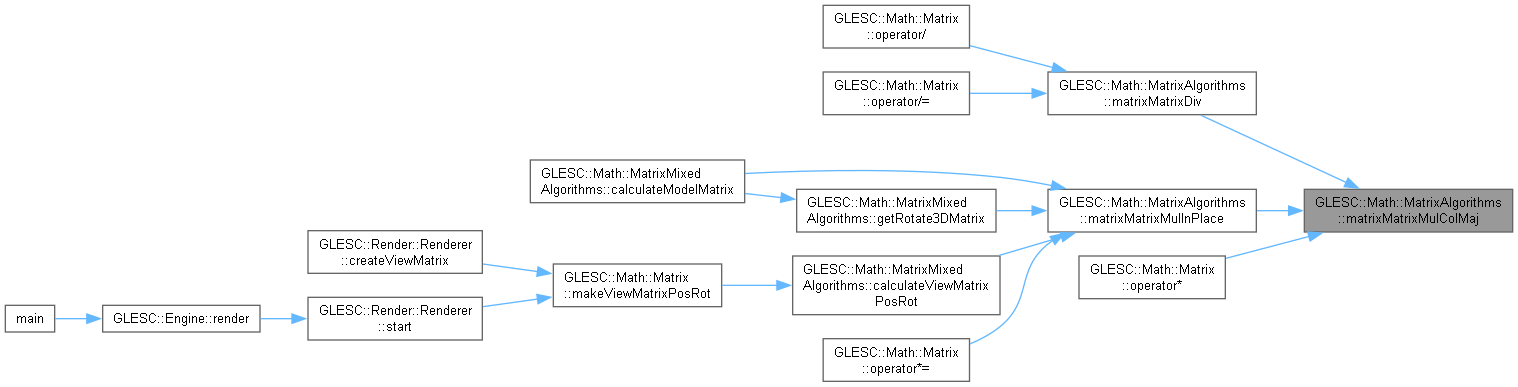 GLESC::Math::Matrix
::operator/
GLESC::Math::Matrix
::operator/=
GLESC::Math::MatrixAlgorithms
::matrixMatrixDiv
GLESC::Math::MatrixMixed
Algorithms::calculateModelMatrix
GLESC::Math::MatrixMixed
Algorithms::getRotate3DMatrix
GLESC::Math::MatrixAlgorithms
::matrixMatrixMulInPlace
GLESC::Math::MatrixAlgorithms
::matrixMatrixMulColMaj
GLESC::Render::Renderer
::createViewMatrix
GLESC::Math::Matrix
::makeViewMatrixPosRot
GLESC::Math::MatrixMixed
Algorithms::calculateViewMatrix
PosRot
GLESC::Math::Matrix
::operator*
main
GLESC::Engine::render
GLESC::Render::Renderer
::start
GLESC::Math::Matrix
::operator*=